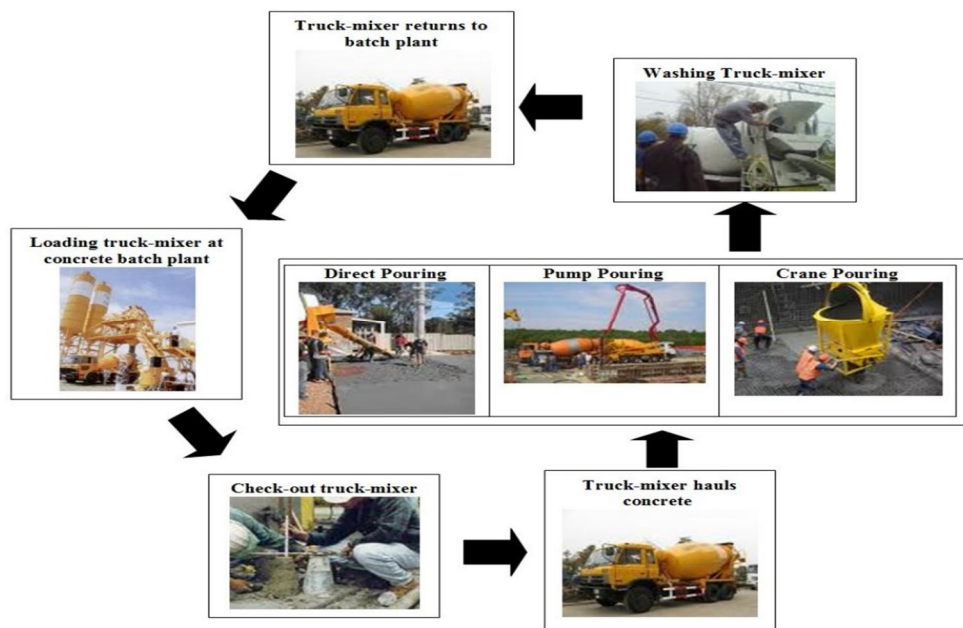 Truck-mixer returns to
batch plant
Washing Truck-mixer
Loading truck-mixer at
concrete batch plant
Direct Pouring
Pump Pouring
Crane Pouring
Check-out truck-mixer
Truck-mixer hauls
concrete